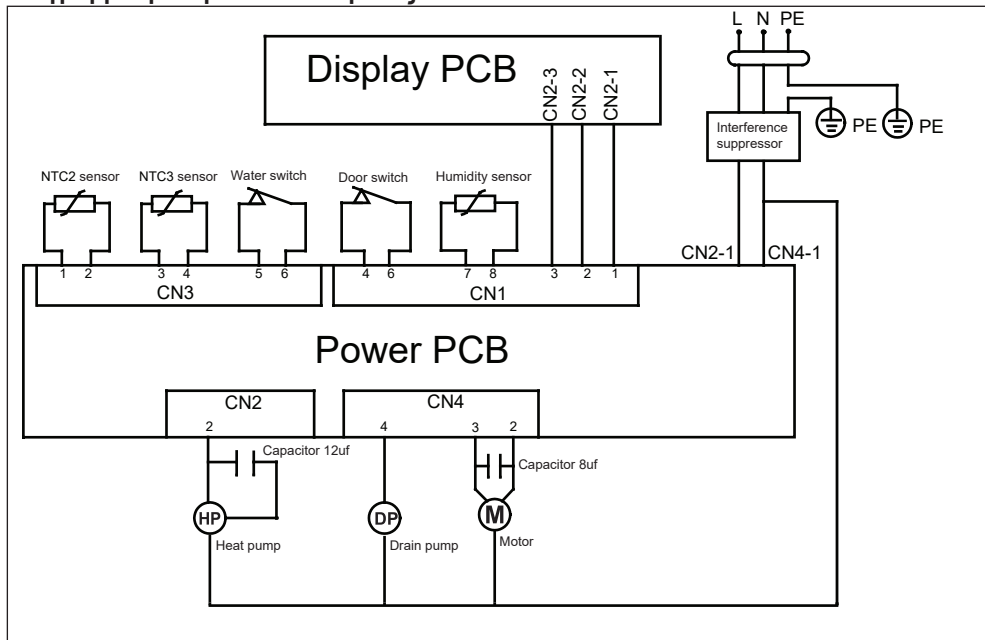 L N PE
Display PCB
CN2-3
CN2-2
CN2-1
Interference
suppressor
PE
PE
NTC2 sensor
NTC3 sensor
Water switch
Door switch
Humidity sensor
CN2-1
CN4-1
1 2 3 4 5 6 4 6 7 8 3 2 1
CN3
CN1
Power PCB
CN2
CN4
2
4
3
2
Capacitor 12uf
Capacitor 8uf
HP
DP
M
Heat pump
Drain pump
Motor